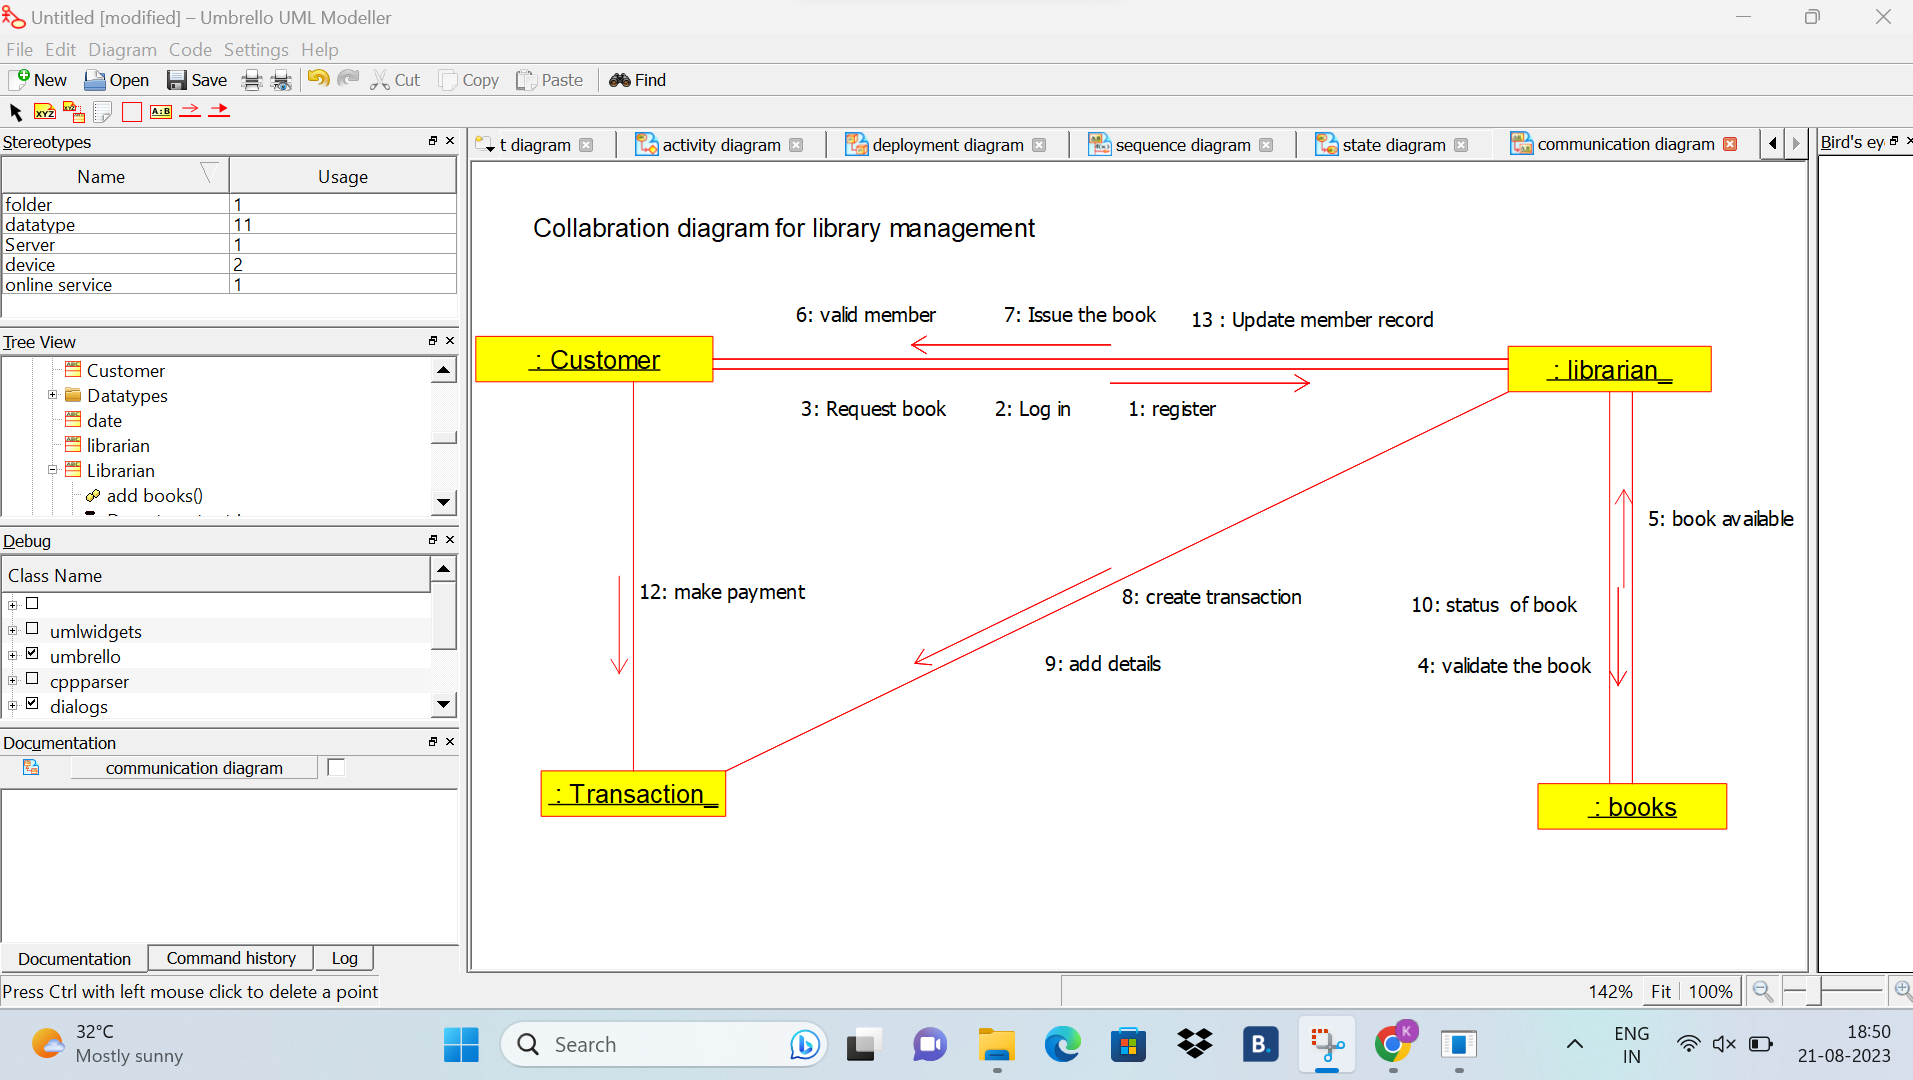 Untitled [modified] – Umbrello UML Modeller
File Edit Diagram Code Settings Help
New Open Save Cut Copy Paste Find
XYZ XYZ A:B
Stereotypes
Name Usage
folder 1
datatype 11
Server 1
device 2
online service 1
Tree View
Customer
Datatypes
date
librarian
Librarian
add books()
Debug
Class Name
umlwidgets
umbrello
cppparser
dialogs
Documentation
communication diagram
Documentation Command history Log
Press Ctrl with left mouse click to delete a point
t diagram activity diagram deployment diagram sequence diagram state diagram communication diagram
Bird's ey
Collabration diagram for library management
6: valid member 7: Issue the book 13 : Update member record
: Customer
: librarian_
3: Request book 2: Log in 1: register
5: book available
12: make payment
8: create transaction
10: status of book
9: add details
4: validate the book
: Transaction_
: books
142% Fit 100%
32°C
Mostly sunny
Search
B.
K
ENG
IN
18:50
21-08-2023